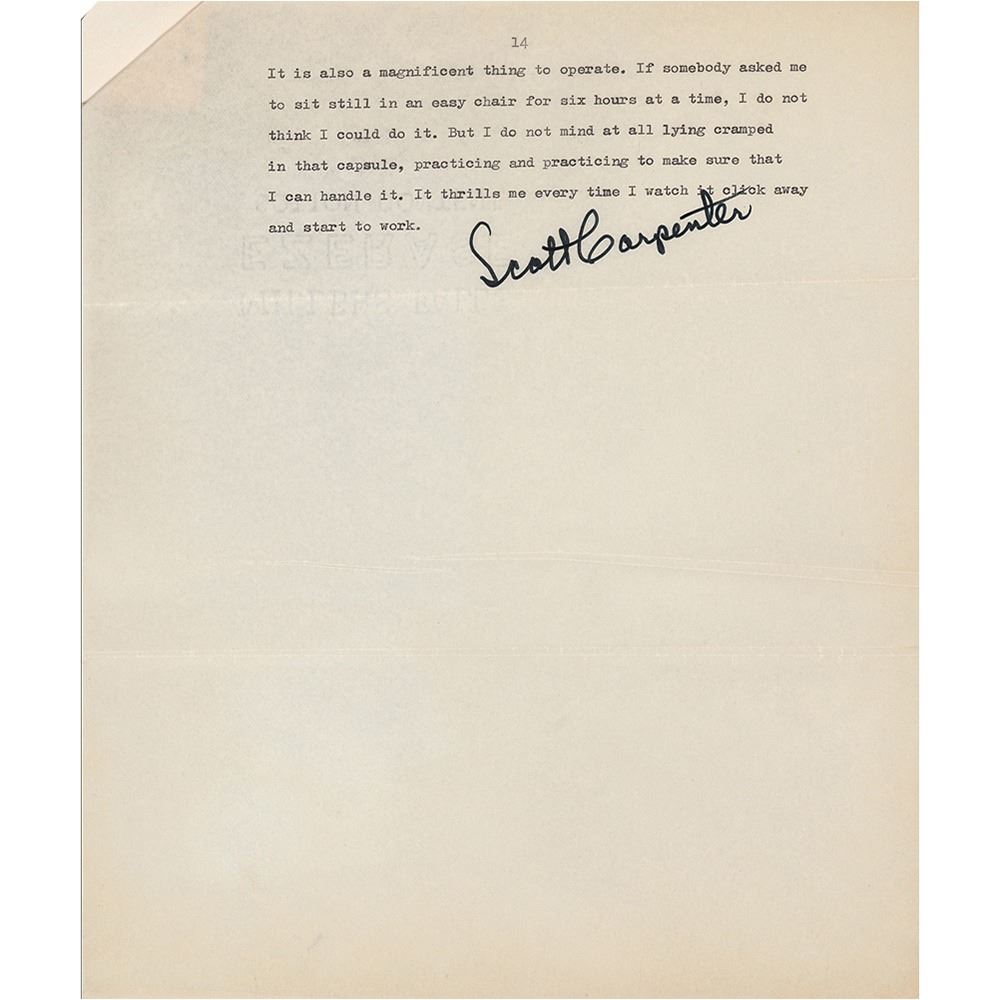 14
It is also a magnificent thing to operate. If somebody asked me
to sit still in an easy chair for six hours at a time, I do not
think I could do it. But I do not mind at all lying cramped
in that capsule, practicing and practicing to make sure that
I can handle it. It thrills me every time I watch it click away
and start to work.
Scott Carpenter